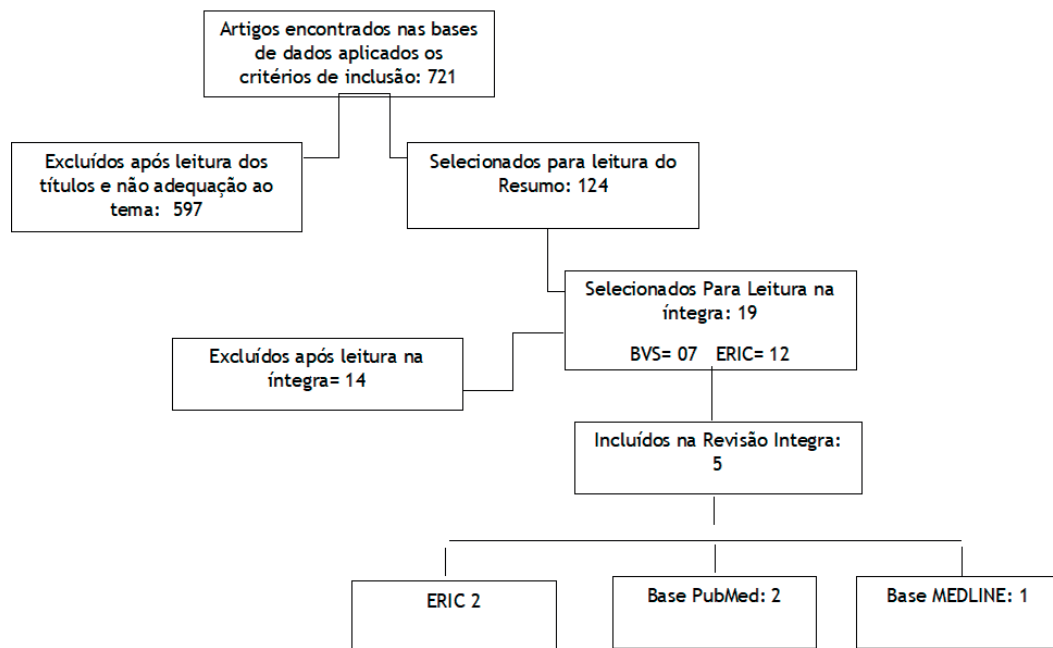 Artigos encontrados nas bases
de dados aplicados os
critérios de inclusão: 721
Excluídos após leitura dos
títulos e não adequação ao
tema: 597
Selecionados para leitura do
Resumo: 124
Selecionados Para Leitura na
íntegra: 19
BVS= 07 ERIC= 12
Excluídos após leitura na
íntegra= 14
Incluídos na Revisão Integra:
5
ERIC 2
Base PubMed: 2
Base MEDLINE: 1